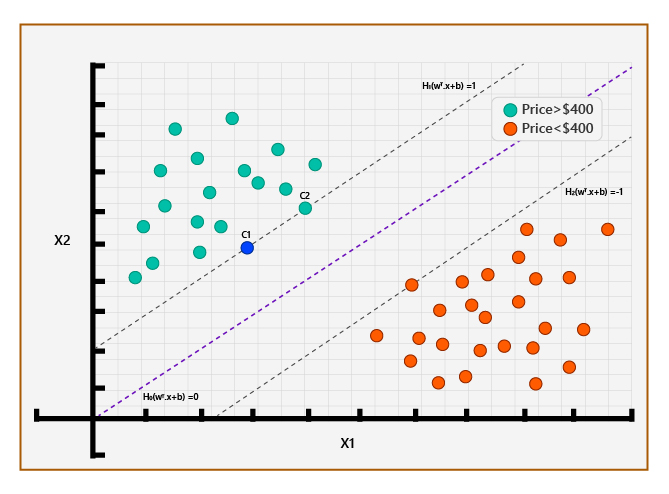 H₁(wᵀ.x+b) =1
Price>$400
Price<$400
H₂(wᵀ.x+b) =-1
C2
C1
X2
H₀(wᵀ.x+b) =0
X1